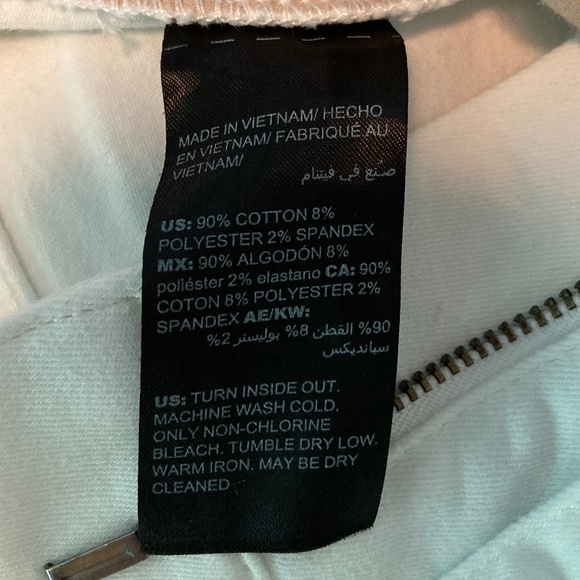 MADE IN VIETNAM/ HECHO
EN VIETNAM/ FABRIQUÉ AU
VIETNAM/
صنع في فيتنام
US: 90% COTTON 8%
POLYESTER 2% SPANDEX
MX: 90% ALGODÓN 8%
poliéster 2% elastano CA: 90%
COTON 8% POLYESTER 2%
SPANDEX AE/KW:
90% القطن 8% بوليستر 2%
سبانديكس
US: TURN INSIDE OUT.
MACHINE WASH COLD.
ONLY NON-CHLORINE
BLEACH. TUMBLE DRY LOW.
WARM IRON. MAY BE DRY
CLEANED